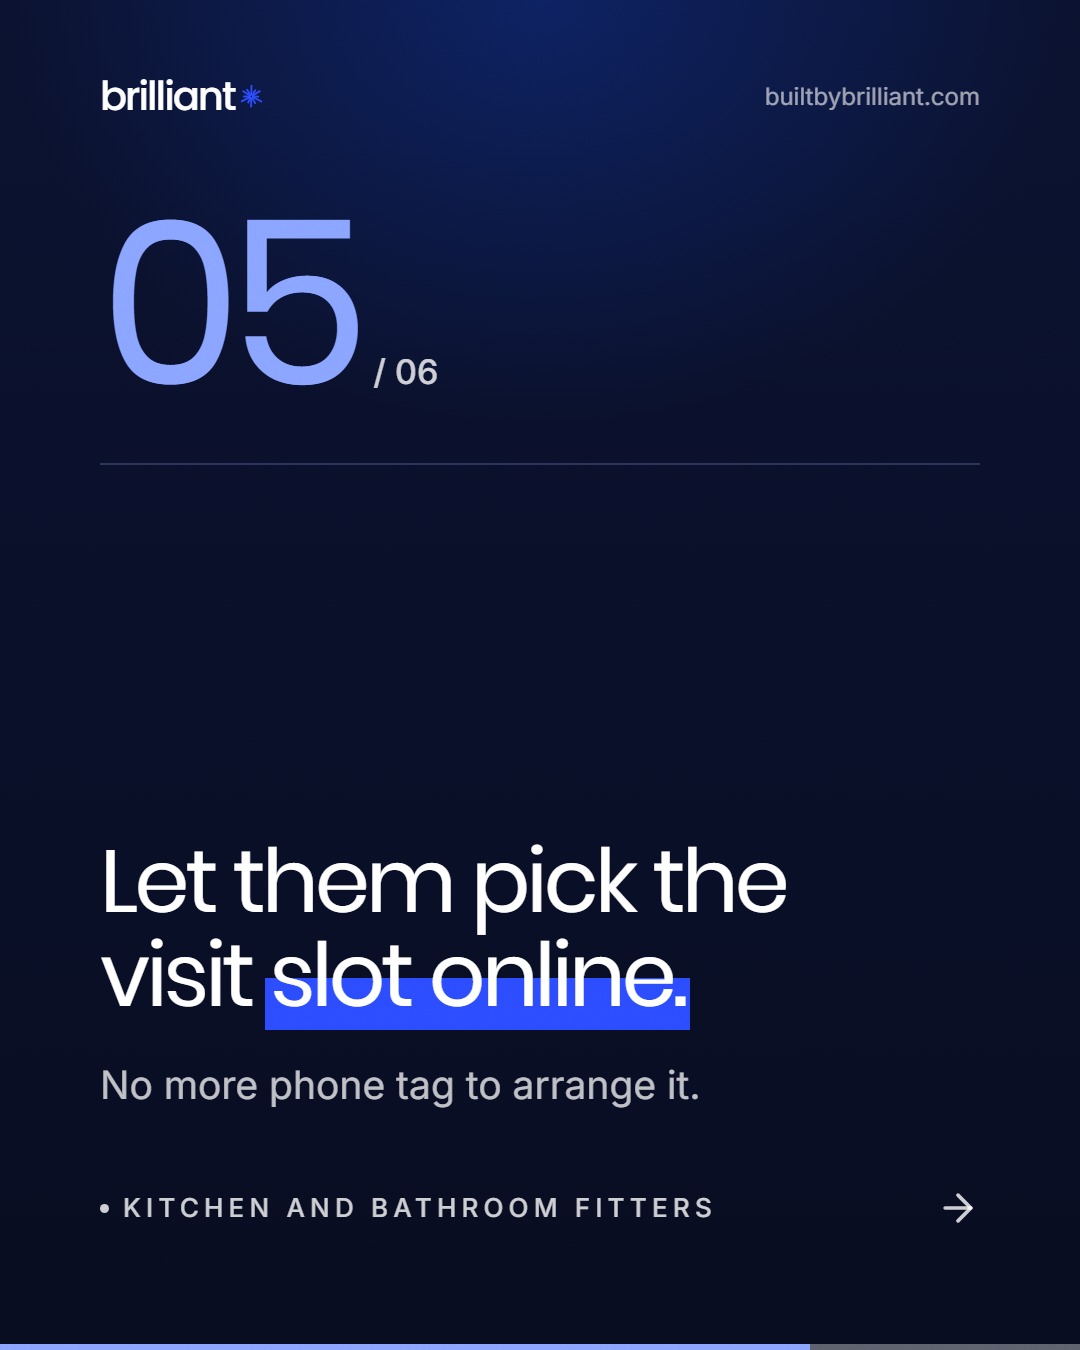 brilliant
builtbybrilliant.com
05 / 06
Let them pick the
visit slot online.
No more phone tag to arrange it.
• KITCHEN AND BATHROOM FITTERS